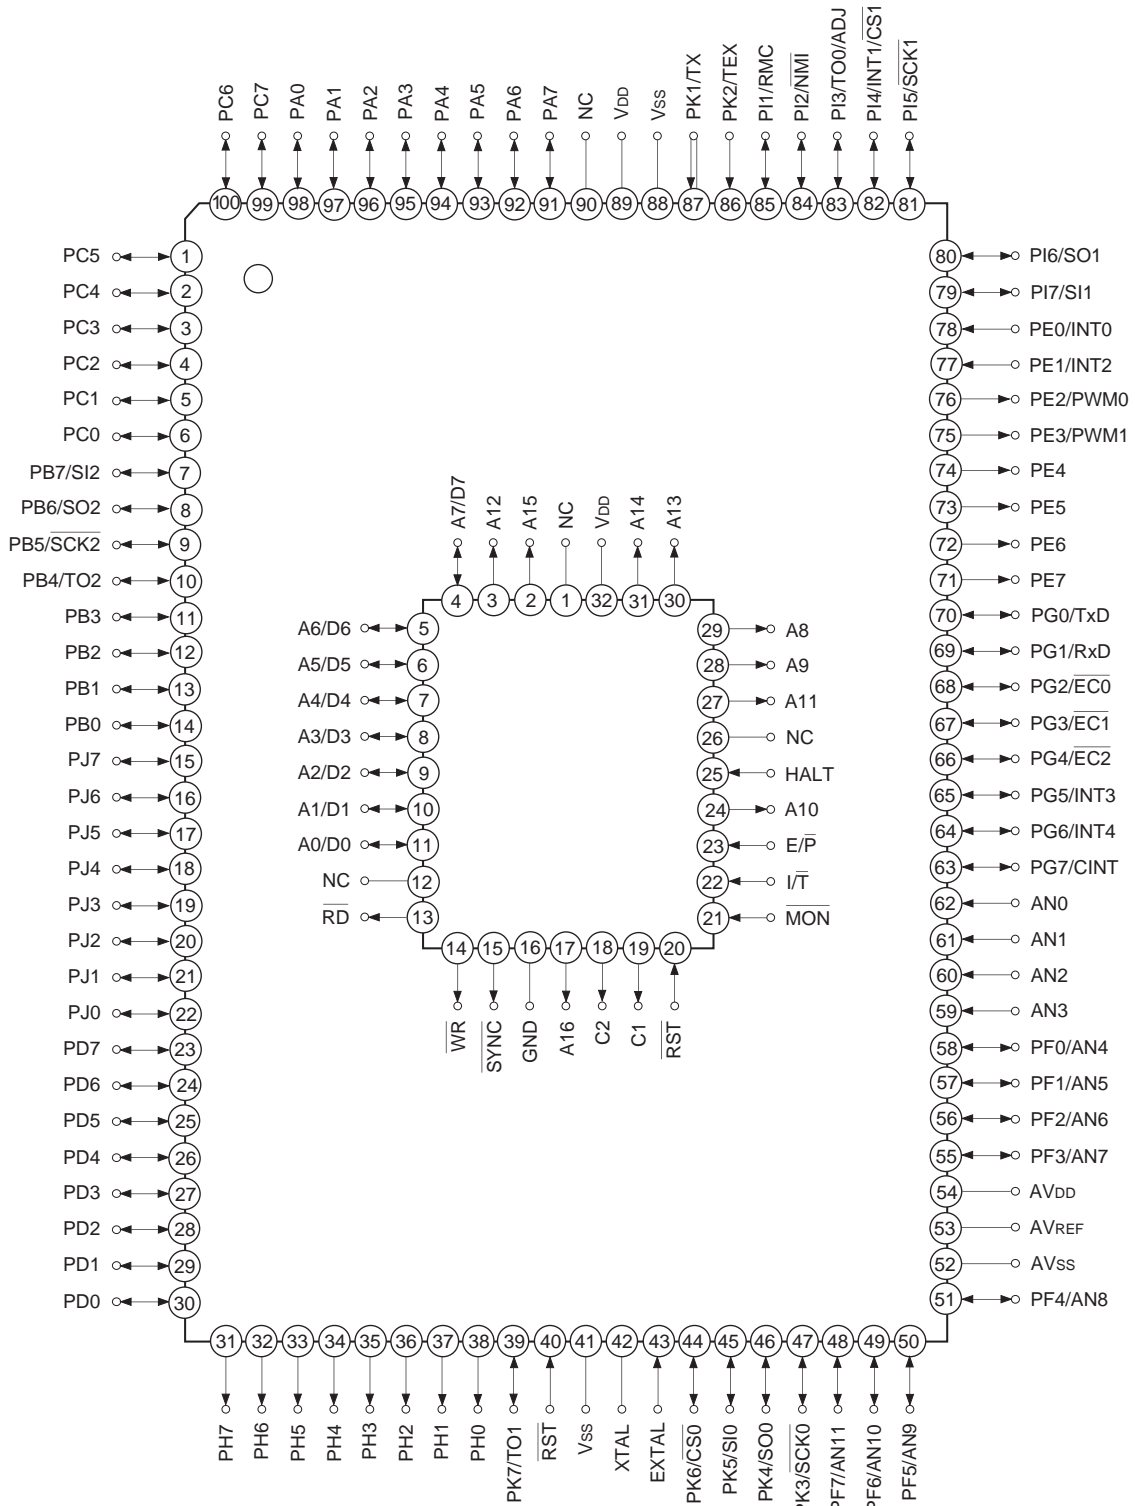 PC6
PC7
PA0
PA1
PA2
PA3
PA4
PA5
PA6
PA7
NC
VDD
VSS
PK1/TX
PK2/TEX
PI1/RMC
PI2/N̅M̅I̅
PI3/TO0/ADJ
PI4/INT1/C̅S̅1̅
PI5/S̅C̅K̅1̅
100 99 98 97 96 95 94 93 92 91 90 89 88 87 86 85 84 83 82 81
PC5 1
PC4 2
PC3 3
PC2 4
PC1 5
PC0 6
PB7/SI2 7
PB6/SO2 8
PB5/S̅C̅K̅2̅ 9
PB4/TO2 10
PB3 11
PB2 12
PB1 13
PB0 14
PJ7 15
PJ6 16
PJ5 17
PJ4 18
PJ3 19
PJ2 20
PJ1 21
PJ0 22
PD7 23
PD6 24
PD5 25
PD4 26
PD3 27
PD2 28
PD1 29
PD0 30
A7/D7
A12
A15
NC
VDD
A14
A13
4 3 2 1 32 31 30
A6/D6 5
A5/D5 6
A4/D4 7
A3/D3 8
A2/D2 9
A1/D1 10
A0/D0 11
NC 12
R̅D̅ 13
29 A8
28 A9
27 A11
26 NC
25 HALT
24 A10
23 E/P̅
22 I/T̅
21 M̅O̅N̅
14 15 16 17 18 19 20
W̅R̅
S̅Y̅N̅C̅
GND
A16
C2
C1
R̅S̅T̅
80 PI6/SO1
79 PI7/SI1
78 PE0/INT0
77 PE1/INT2
76 PE2/PWM0
75 PE3/PWM1
74 PE4
73 PE5
72 PE6
71 PE7
70 PG0/TxD
69 PG1/RxD
68 PG2/E̅C̅0̅
67 PG3/E̅C̅1̅
66 PG4/E̅C̅2̅
65 PG5/INT3
64 PG6/INT4
63 PG7/CINT
62 AN0
61 AN1
60 AN2
59 AN3
58 PF0/AN4
57 PF1/AN5
56 PF2/AN6
55 PF3/AN7
54 AVDD
53 AVREF
52 AVSS
51 PF4/AN8
31 32 33 34 35 36 37 38 39 40 41 42 43 44 45 46 47 48 49 50
PH7
PH6
PH5
PH4
PH3
PH2
PH1
PH0
PK7/TO1
R̅S̅T̅
VSS
XTAL
EXTAL
PK6/C̅S̅0̅
PK5/SI0
PK4/SO0
PK3/S̅C̅K̅0̅
PF7/AN11
PF6/AN10
PF5/AN9